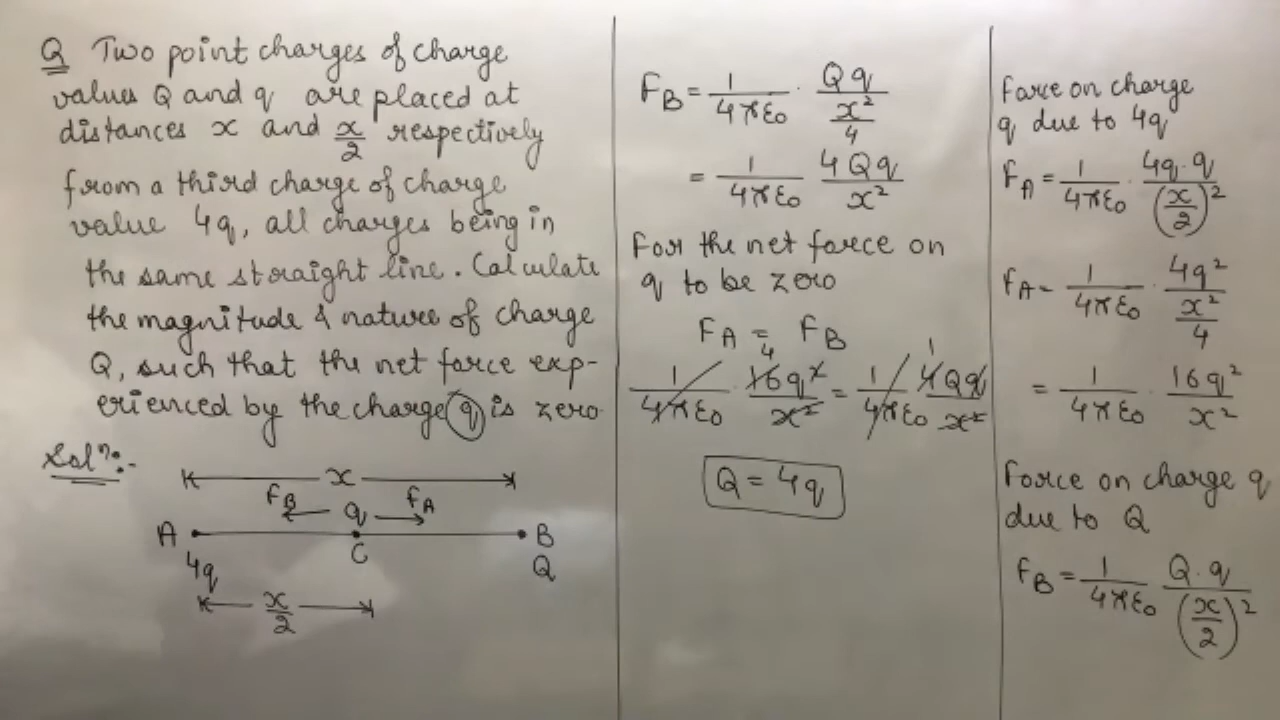 Q Two point charges of charge
values Q and q are placed at
distances x and x/2 respectively
from a third charge of charge
value 4q, all charges being in
the same straight line. Calculate
the magnitude & nature of charge
Q, such that the net force exp-
erienced by the charge q is zero.
Solⁿ:-
x
F_B q F_A
A C B
4q Q
x/2
F_B = 1/4πε₀ · Qq/(x²/4)
= 1/4πε₀ 4Qq/x²
For the net force on
q to be zero
F_A = F_B
4 1
1/4πε₀ · 16q²/x² = 1/4πε₀ 4Qq/x²
Q = 4q
Force on charge
q due to 4q
F_A = 1/4πε₀ · 4q·q/(x/2)²
F_A = 1/4πε₀ · 4q²/(x²/4)
= 1/4πε₀ · 16q²/x²
Force on charge q
due to Q
F_B = 1/4πε₀ Q·q/(x/2)²